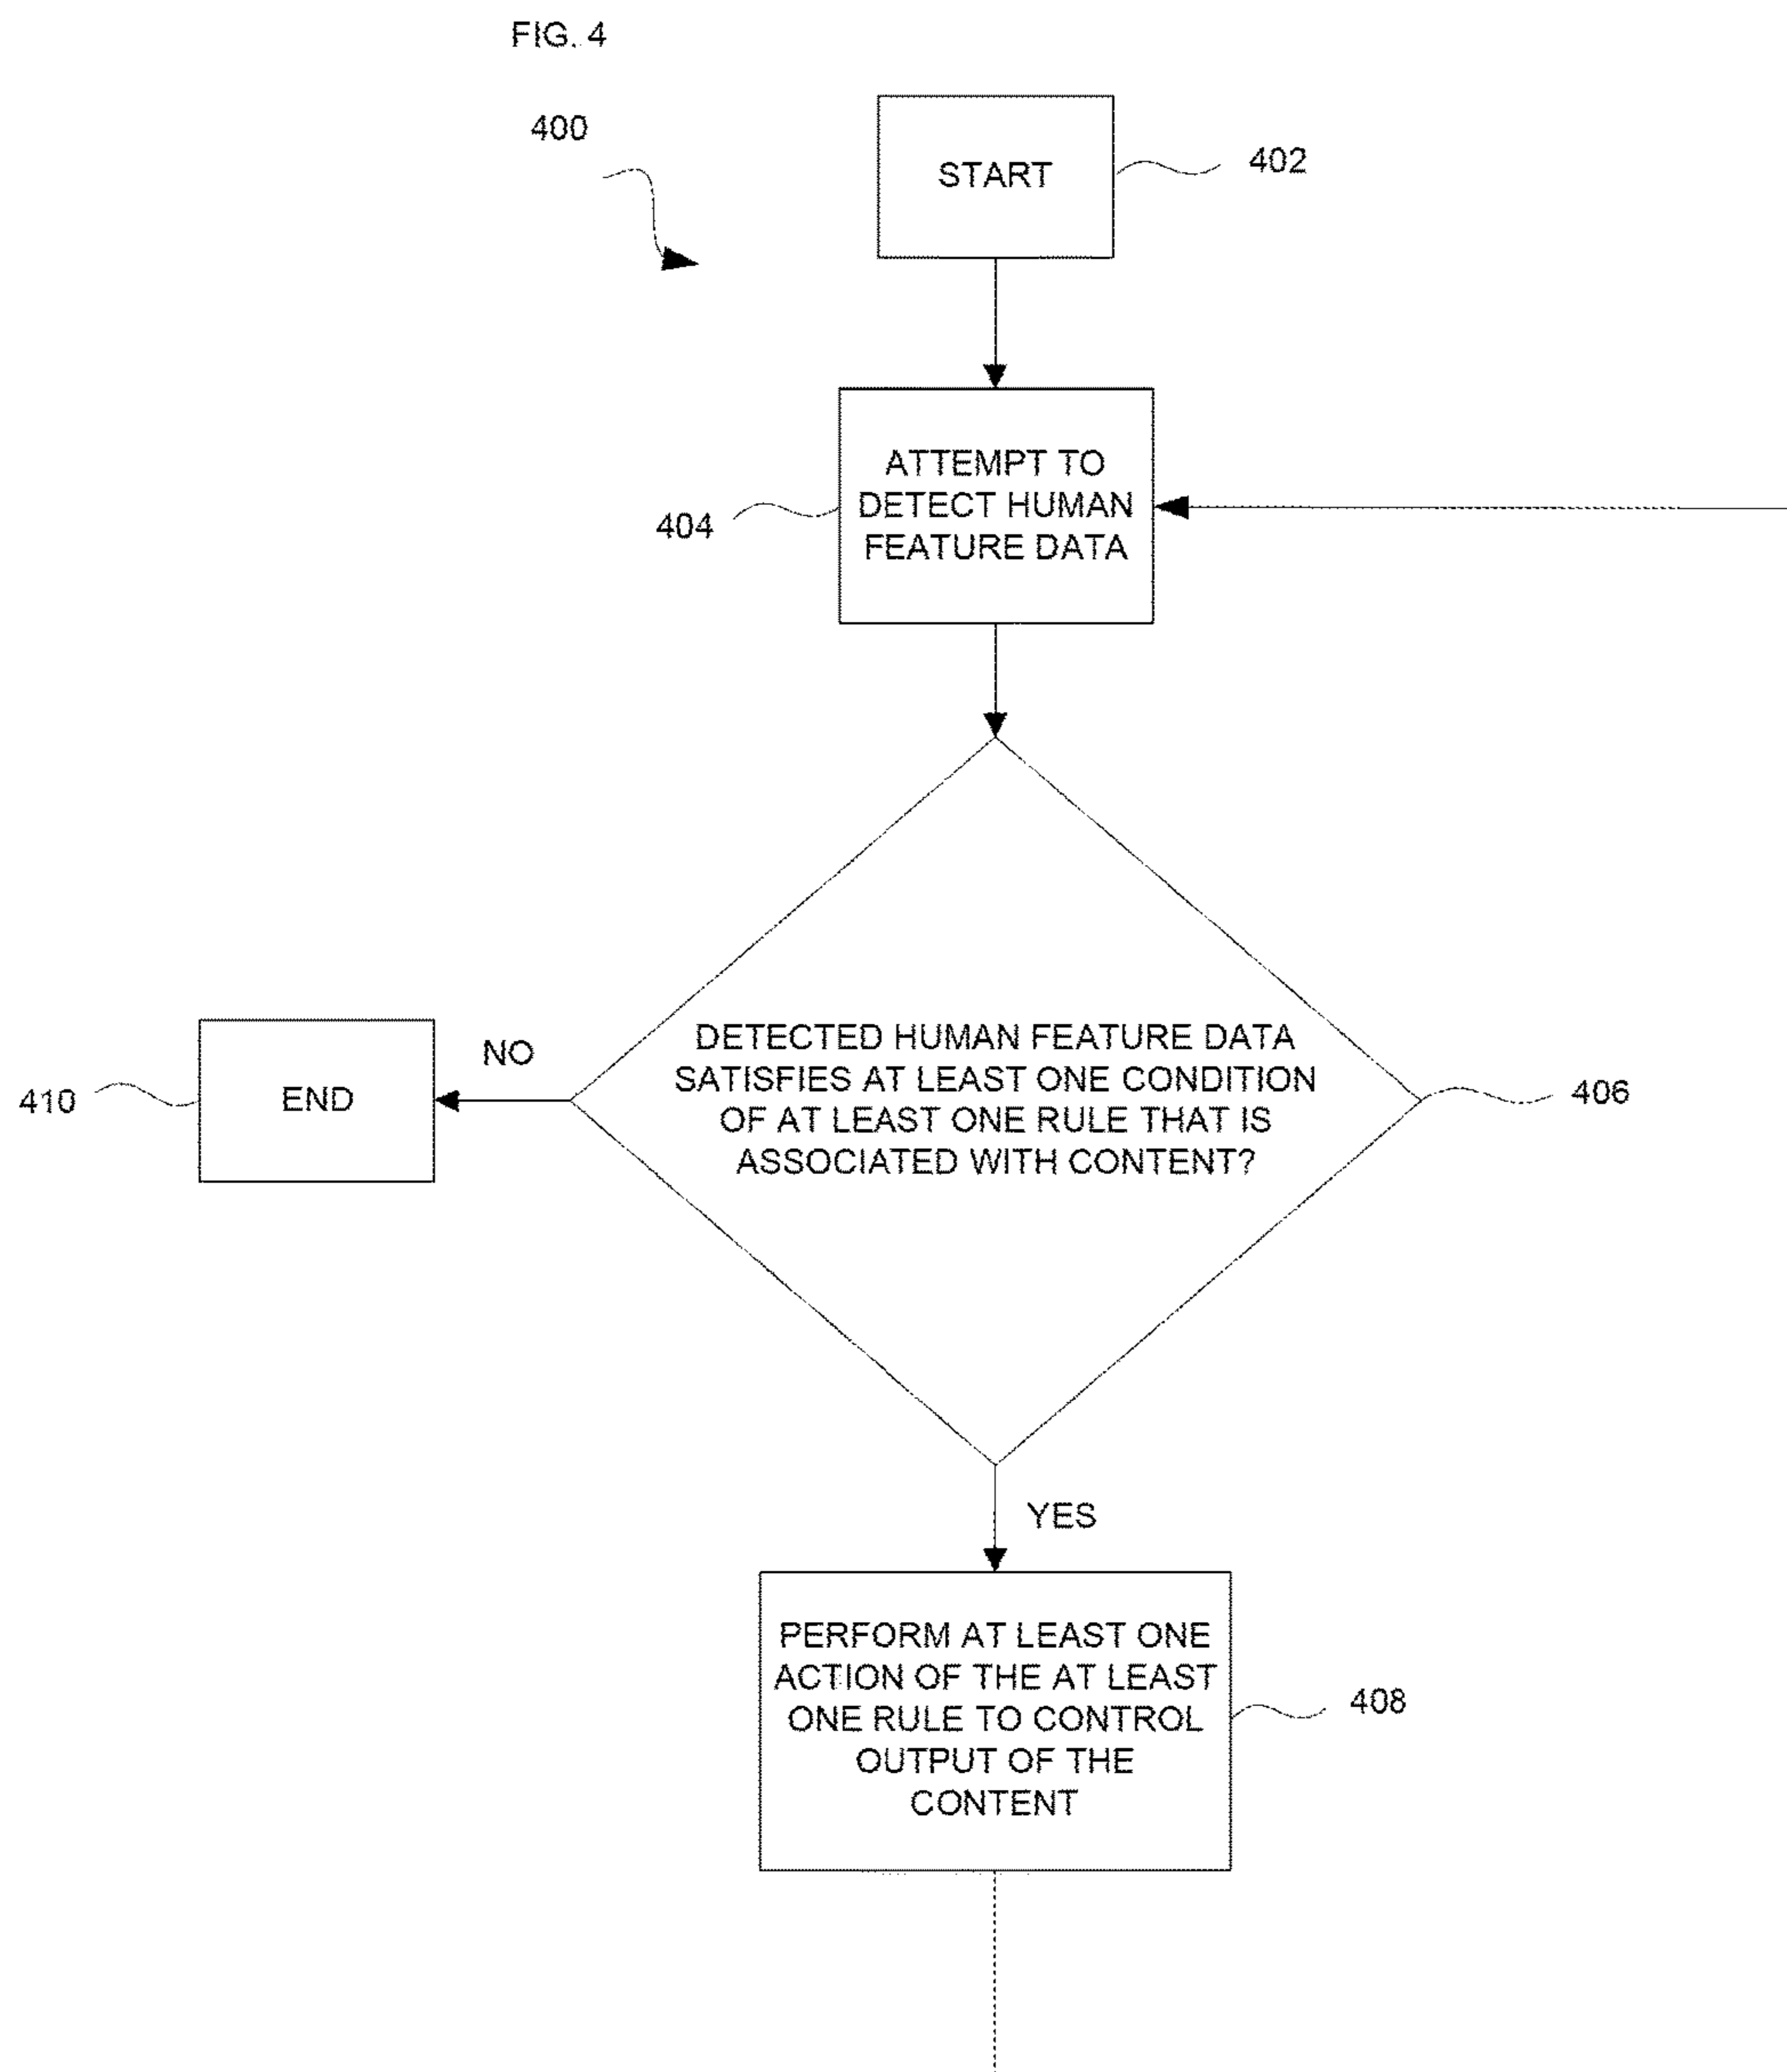 FIG. 4
400
START
402
ATTEMPT TO
DETECT HUMAN
FEATURE DATA
404
DETECTED HUMAN FEATURE DATA
SATISFIES AT LEAST ONE CONDITION
OF AT LEAST ONE RULE THAT IS
ASSOCIATED WITH CONTENT?
406
NO
END
410
YES
PERFORM AT LEAST ONE
ACTION OF THE AT LEAST
ONE RULE TO CONTROL
OUTPUT OF THE
CONTENT
408